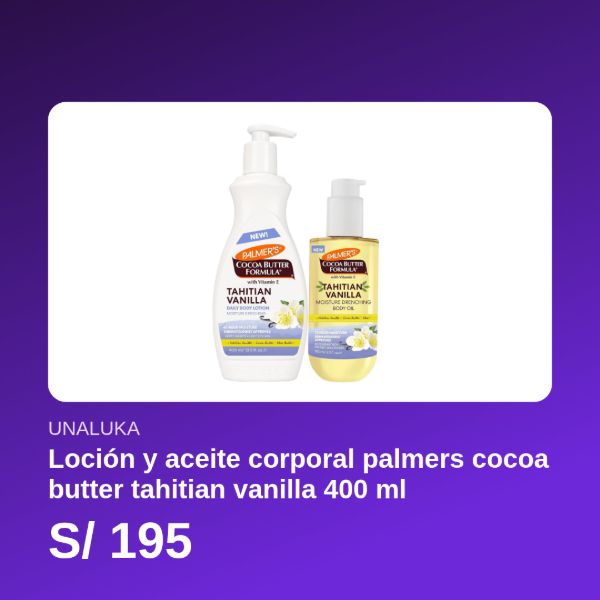 NEW!
PALMER'S
COCOA BUTTER
FORMULA
with Vitamin E
TAHITIAN
VANILLA
DAILY BODY LOTION
NEW!
PALMER'S
COCOA BUTTER
FORMULA
with Vitamin E
TAHITIAN
VANILLA
MOISTURE DRENCHING
BODY OIL
UNALUKA
Loción y aceite corporal palmers cocoa
butter tahitian vanilla 400 ml
S/ 195